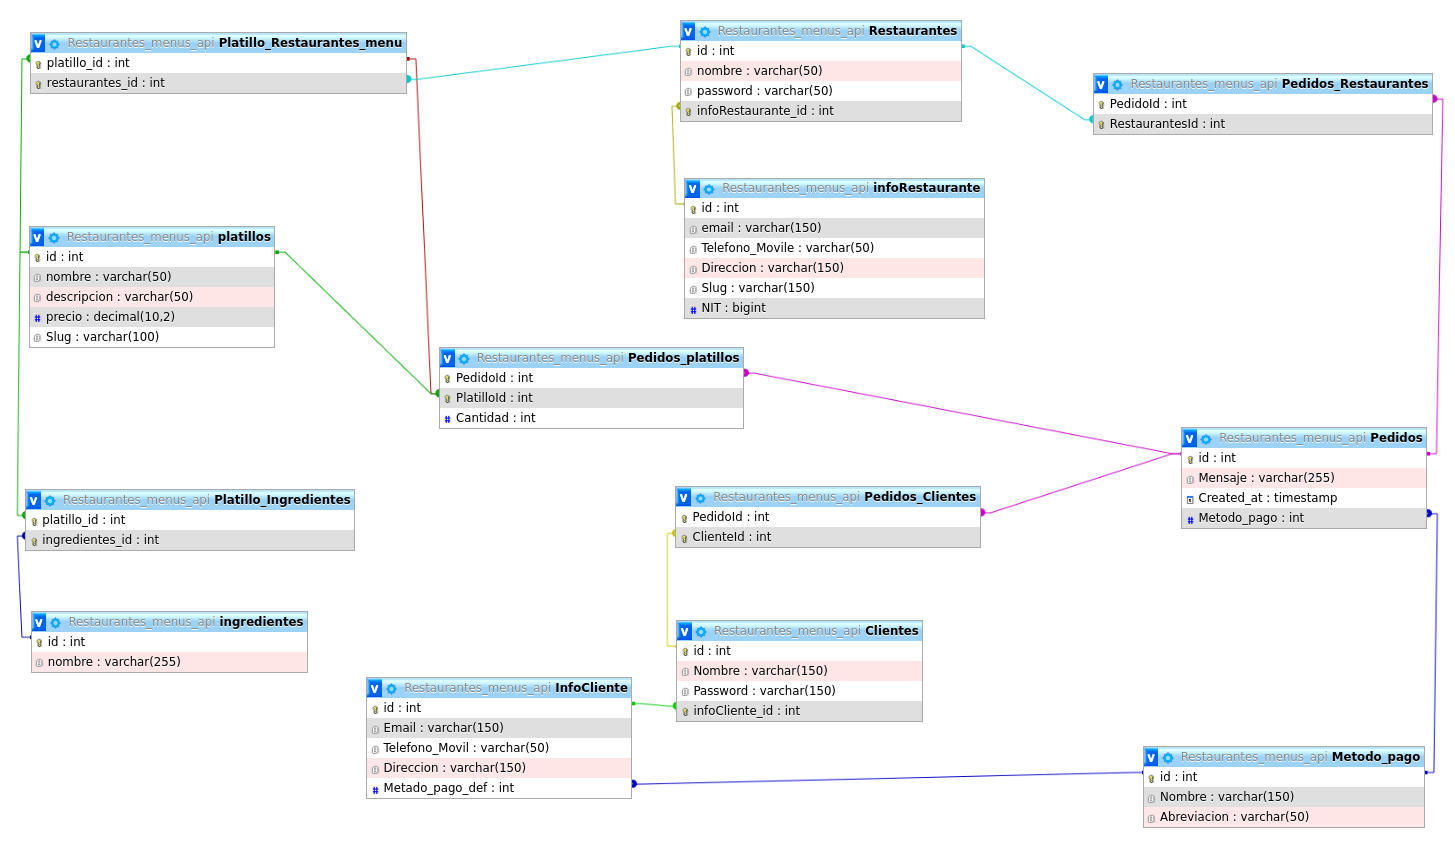 Restaurantes_menus_api Platillo_Restaurantes_menu
platillo_id : int
restaurantes_id : int
Restaurantes_menus_api Restaurantes
id : int
nombre : varchar(50)
password : varchar(50)
infoRestaurante_id : int
Restaurantes_menus_api Pedidos_Restaurantes
PedidoId : int
RestaurantesId : int
Restaurantes_menus_api infoRestaurante
id : int
email : varchar(150)
Telefono_Movile : varchar(50)
Direccion : varchar(150)
Slug : varchar(150)
NIT : bigint
Restaurantes_menus_api platillos
id : int
nombre : varchar(50)
descripcion : varchar(50)
precio : decimal(10,2)
Slug : varchar(100)
Restaurantes_menus_api Pedidos_platillos
PedidoId : int
PlatilloId : int
Cantidad : int
Restaurantes_menus_api Pedidos
id : int
Mensaje : varchar(255)
Created_at : timestamp
Metodo_pago : int
Restaurantes_menus_api Platillo_Ingredientes
platillo_id : int
ingredientes_id : int
Restaurantes_menus_api Pedidos_Clientes
PedidoId : int
ClienteId : int
Restaurantes_menus_api ingredientes
id : int
nombre : varchar(255)
Restaurantes_menus_api Clientes
id : int
Nombre : varchar(150)
Password : varchar(150)
infoCliente_id : int
Restaurantes_menus_api InfoCliente
id : int
Email : varchar(150)
Telefono_Movil : varchar(50)
Direccion : varchar(150)
Metado_pago_def : int
Restaurantes_menus_api Metodo_pago
id : int
Nombre : varchar(150)
Abreviacion : varchar(50)